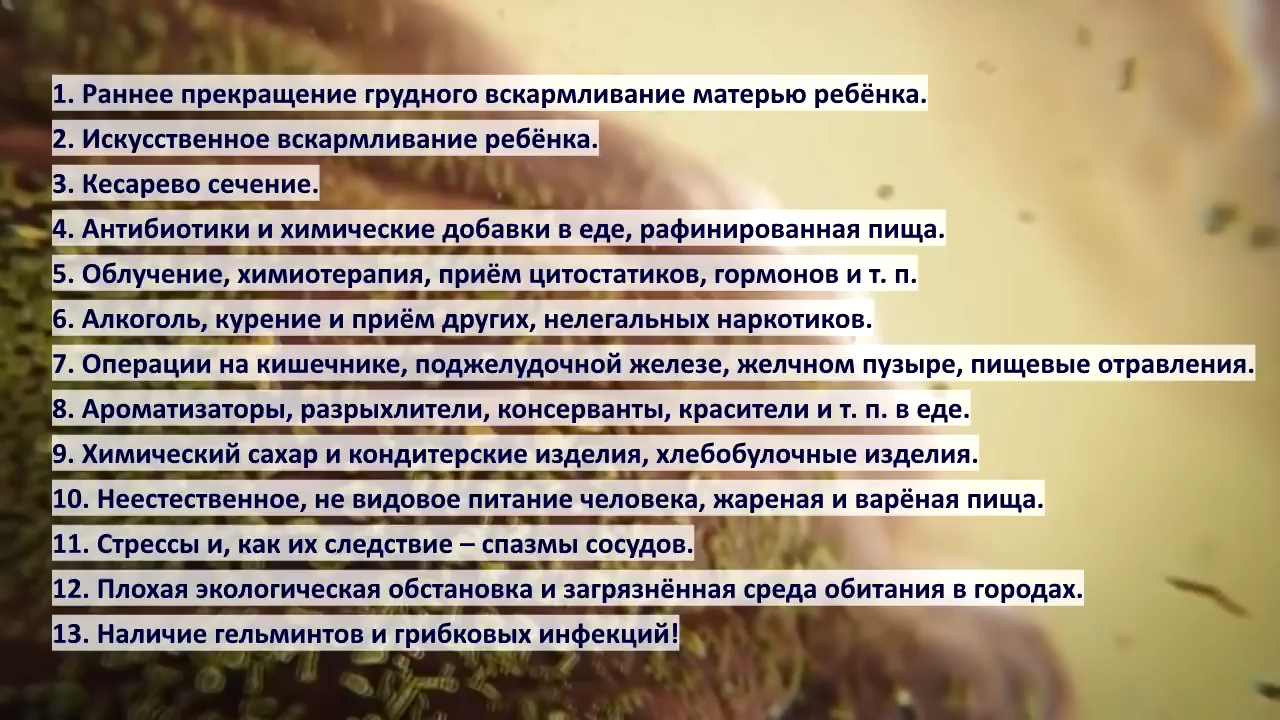 1. Раннее прекращение грудного вскармливание матерью ребёнка.
2. Искусственное вскармливание ребёнка.
3. Кесарево сечение.
4. Антибиотики и химические добавки в еде, рафинированная пища.
5. Облучение, химиотерапия, приём цитостатиков, гормонов и т. п.
6. Алкоголь, курение и приём других, нелегальных наркотиков.
7. Операции на кишечнике, поджелудочной железе, желчном пузыре, пищевые отравления.
8. Ароматизаторы, разрыхлители, консерванты, красители и т. п. в еде.
9. Химический сахар и кондитерские изделия, хлебобулочные изделия.
10. Неестественное, не видовое питание человека, жареная и варёная пища.
11. Стрессы и, как их следствие – спазмы сосудов.
12. Плохая экологическая обстановка и загрязнённая среда обитания в городах.
13. Наличие гельминтов и грибковых инфекций!